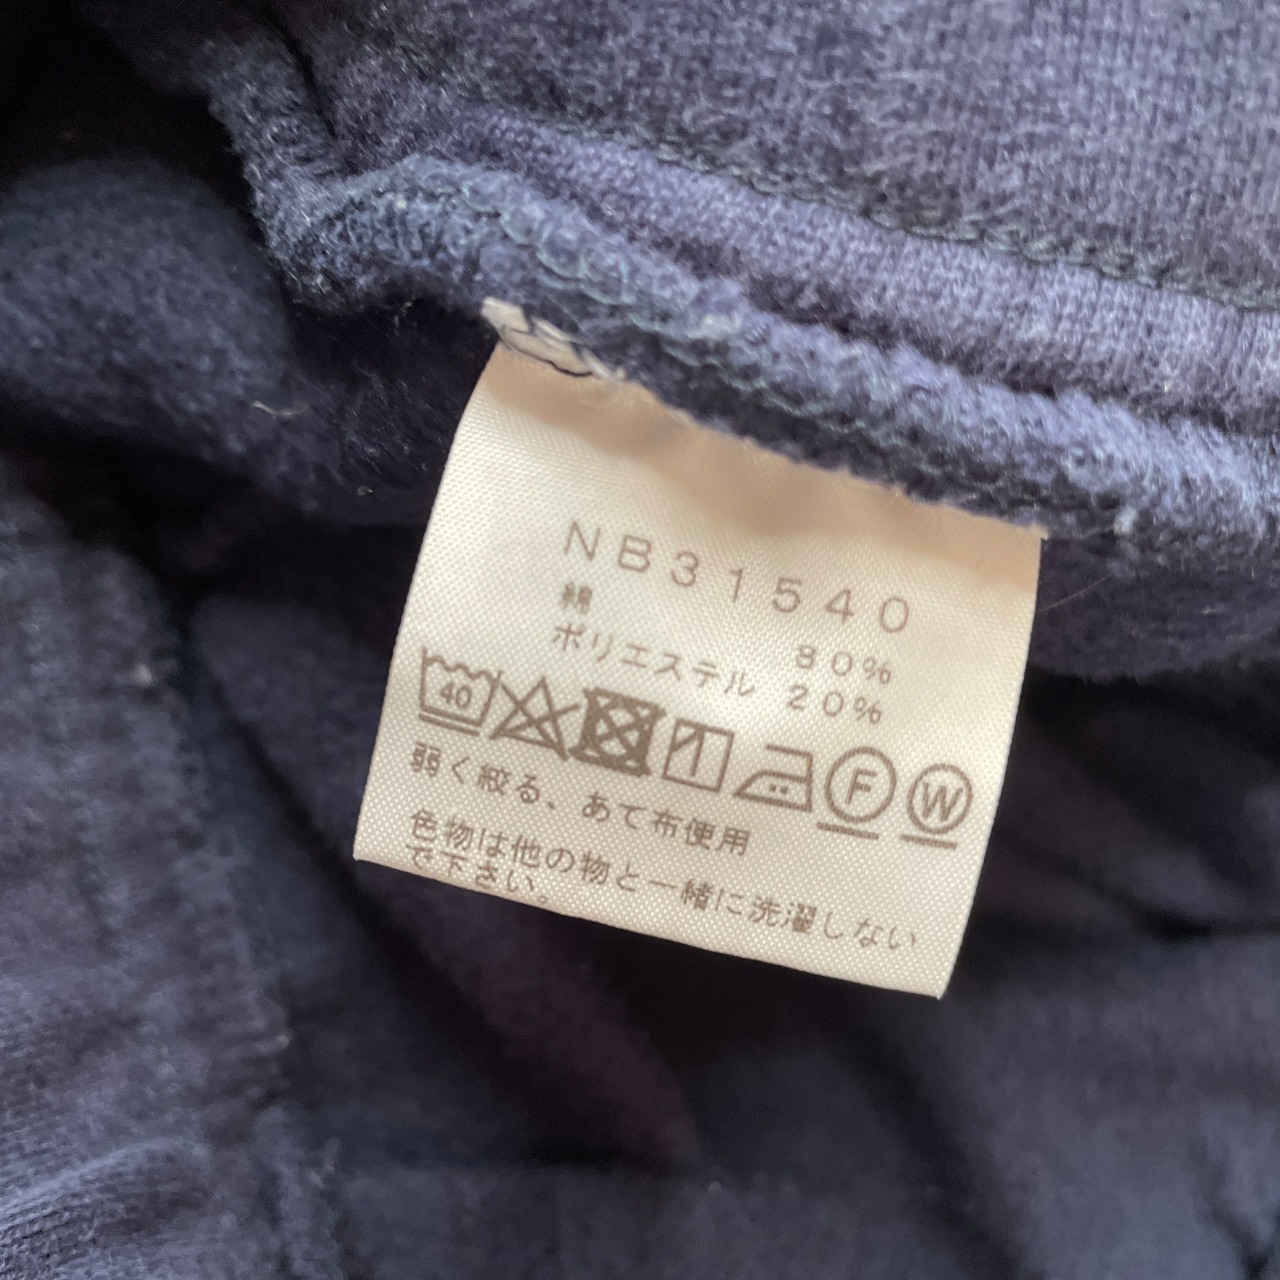 NB31540
綿 80%
ポリエステル 20%
40 F W
弱く絞る、あて布使用
色物は他の物と一緒に洗濯しない
で下さい。